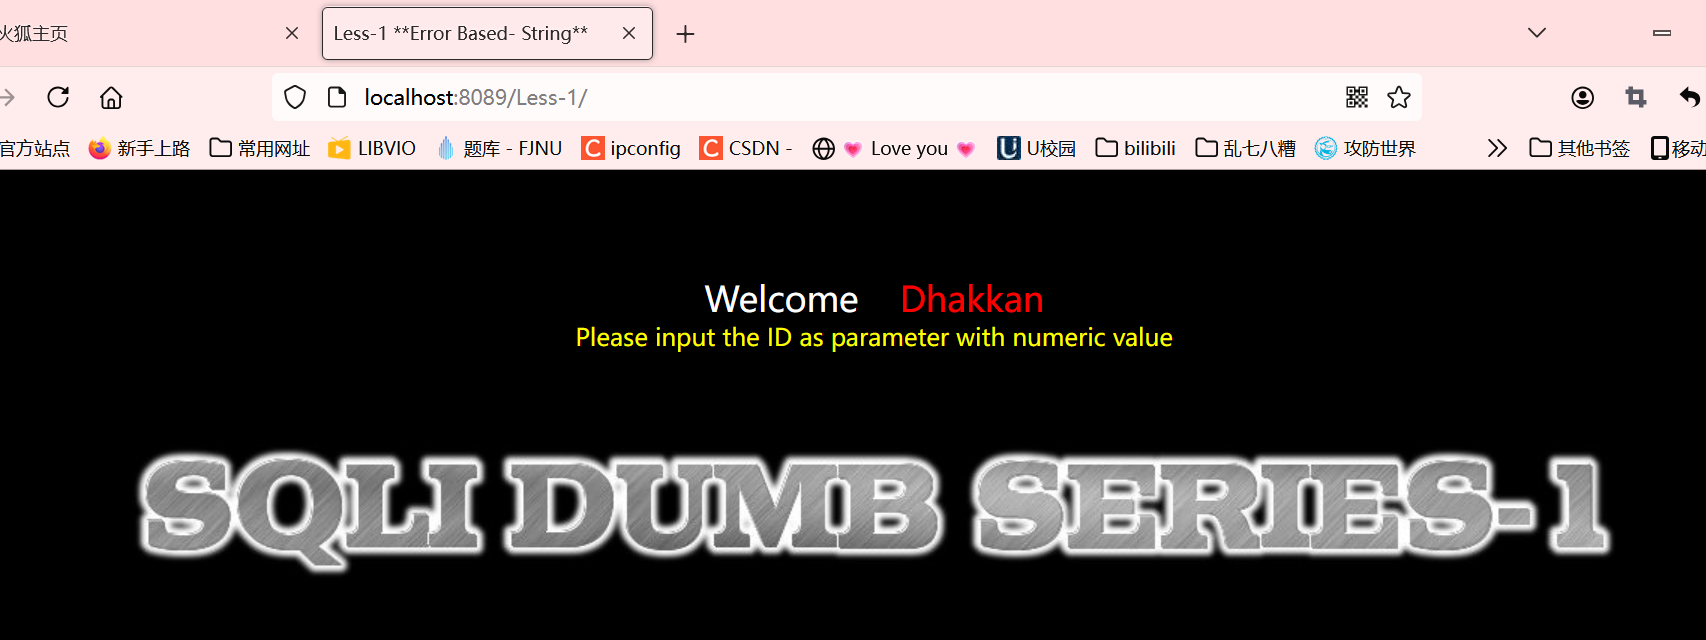 火狐主页
Less-1 **Error Based- String**
localhost:8089/Less-1/
官方站点 新手上路 常用网址 LIBVIO 题库 - FJNU C ipconfig C CSDN - Love you U校园 bilibili 乱七八糟 攻防世界 其他书签 移动
Welcome Dhakkan
Please input the ID as parameter with numeric value
SQLI DUMB SERIES-1